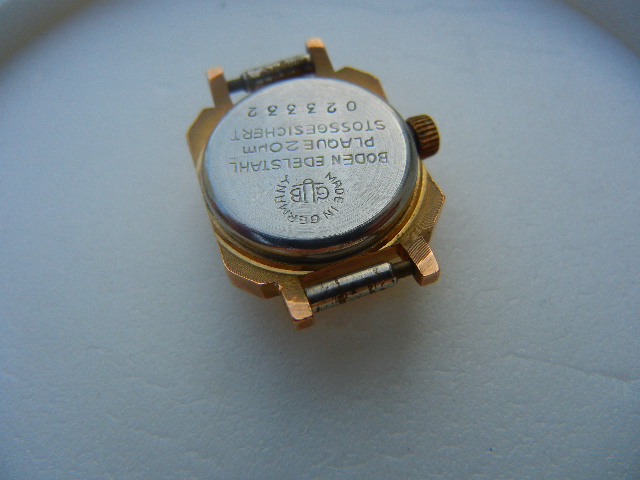 MADE IN GERMANY
GUB
BODEN EDELSTAHL
PLAQUE 20µm
STOSSGESICHERT
023332